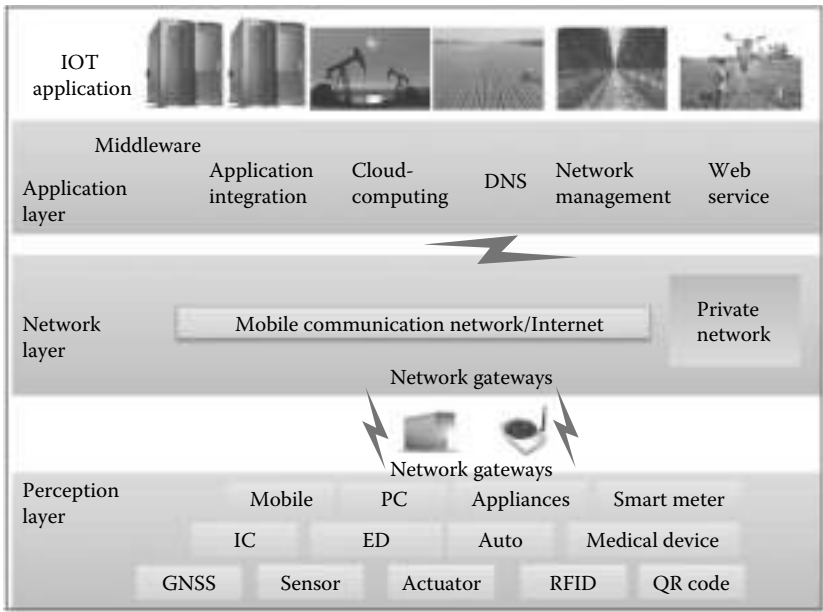 IOT
application
Middleware
Application
layer
Application
integration
Cloud-
computing
DNS
Network
management
Web
service
Network
layer
Mobile communication network/Internet
Private
network
Network gateways
Network gateways
Perception
layer
Mobile
PC
Appliances
Smart meter
IC
ED
Auto
Medical device
GNSS
Sensor
Actuator
RFID
QR code